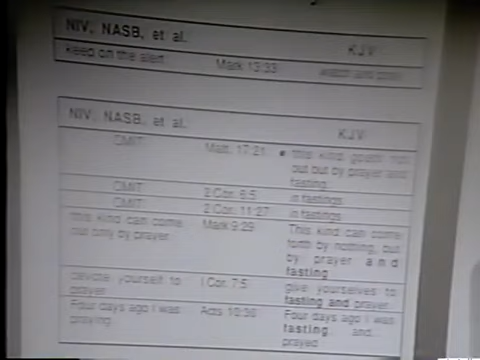 NIV, NASB, et al. KJV
keep on the alert Mark 13:33 watch and pray
NIV, NASB, et al. KJV
OMIT Matt. 17:21 • This kind goeth not
out but by prayer and
fasting
OMIT 2 Cor. 6:5 in fastings
OMIT 2 Cor. 11:27 in fastings
This kind can come Mark 9:29 This kind can come
out only by prayer. forth by nothing, but
by prayer and
fasting
devote yourself to I Cor. 7:5 give yourselves to
prayer fasting and prayer
Four days ago I was Acts 10:30 Four days ago I was
praying fasting and
prayed